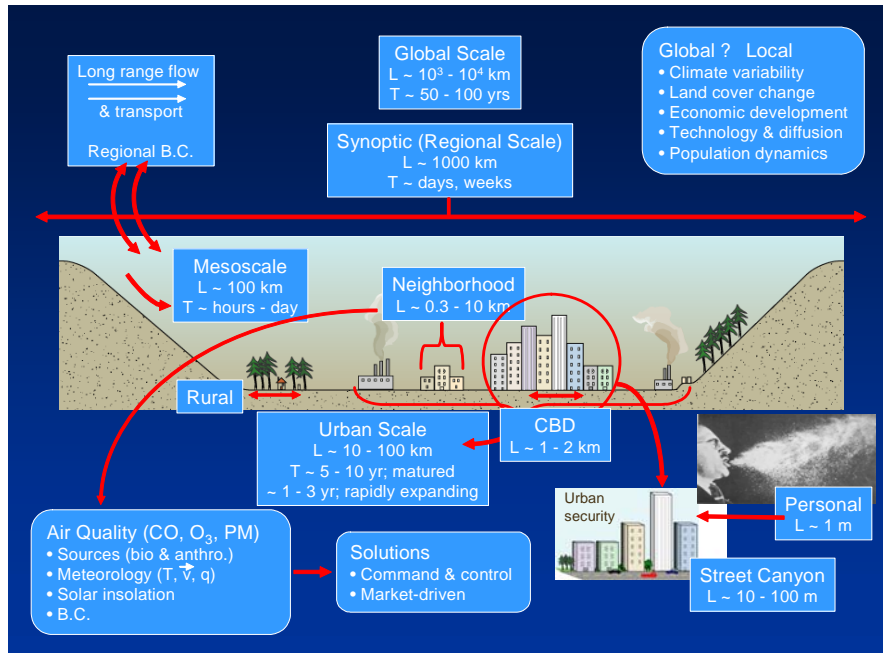 Long range flow
& transport
Regional B.C.
Global Scale
L ~ 10³ - 10⁴ km
T ~ 50 - 100 yrs
Global ? Local
• Climate variability
• Land cover change
• Economic development
• Technology & diffusion
• Population dynamics
Synoptic (Regional Scale)
L ~ 1000 km
T ~ days, weeks
Mesoscale
L ~ 100 km
T ~ hours - day
Neighborhood
L ~ 0.3 - 10 km
Rural
Urban Scale
L ~ 10 - 100 km
T ~ 5 - 10 yr; matured
~ 1 - 3 yr; rapidly expanding
CBD
L ~ 1 - 2 km
Urban
security
Personal
L ~ 1 m
Street Canyon
L ~ 10 - 100 m
Air Quality (CO, O₃, PM)
• Sources (bio & anthro.)
• Meteorology (T, v⃗, q)
• Solar insolation
• B.C.
Solutions
• Command & control
• Market-driven